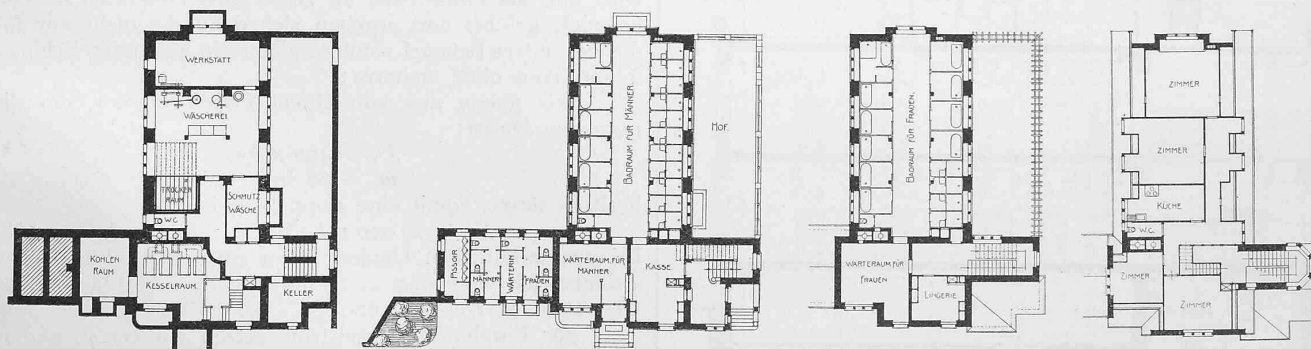 WERKSTATT
WÄSCHEREI
TROCKEN
RAUM
SCHMUTZ
WÄSCHE
W.C.
KOHLEN
RAUM
KESSELRAUM.
KELLER
BADRAUM FÜR MÄNNER.
HOF.
PISSOIR
MÄNNER
WÄRTERIN
FRAUEN
WARTERAUM FÜR
MÄNNER.
KASSE.
BADRAUM FÜR FRAUEN.
WARTERAUM FÜR
FRAUEN
LINGERIE
ZIMMER
ZIMMER
KÜCHE
W.C.
ZIMMER
ZIMMER